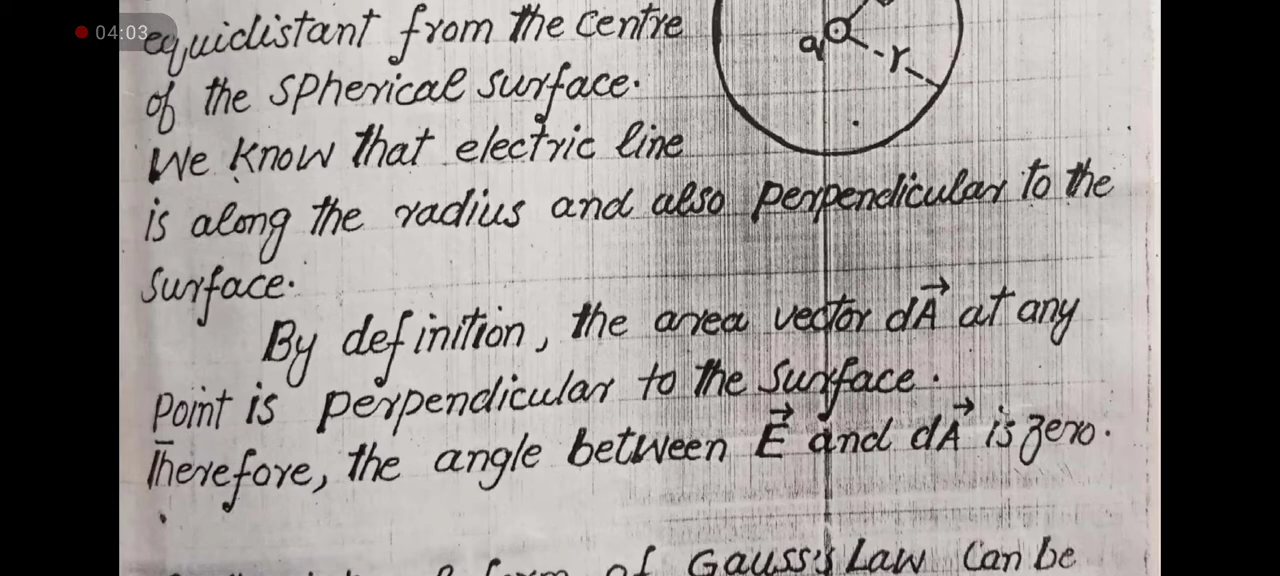 04:03
equidistant from the centre
of the spherical surface.
q r
We know that electric line
is along the radius and also perpendicular to the
surface.
By definition, the area vector dA⃗ at any
point is perpendicular to the surface.
Therefore, the angle between E⃗ and dA⃗ is zero.
of Gauss's Law can be